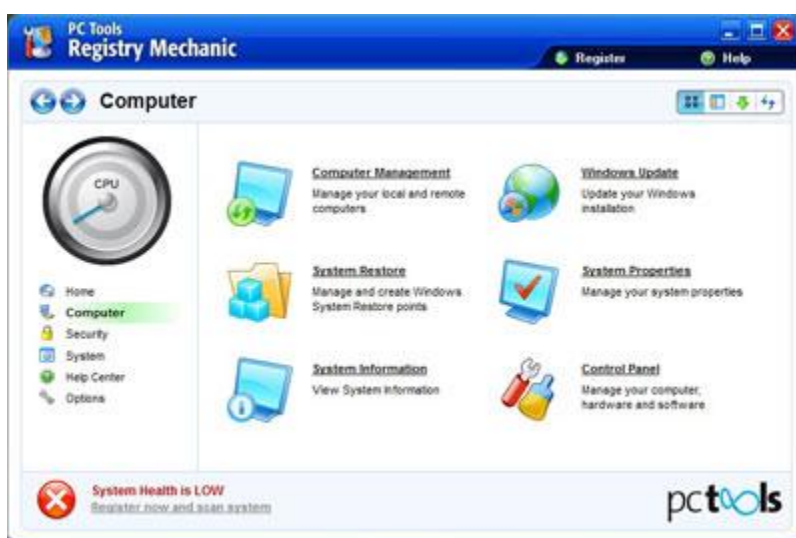 PC Tools
Registry Mechanic
Register
Help
Computer
CPU
Home
Computer
Security
System
Help Center
Options
Computer Management
Manage your local and remote
computers
Windows Update
Update your Windows
installation
System Restore
Manage and create Windows
System Restore points
System Properties
Manage your system properties
System Information
View System Information
Control Panel
Manage your computer,
hardware and software
System Health is LOW
Register now and scan system
pctools